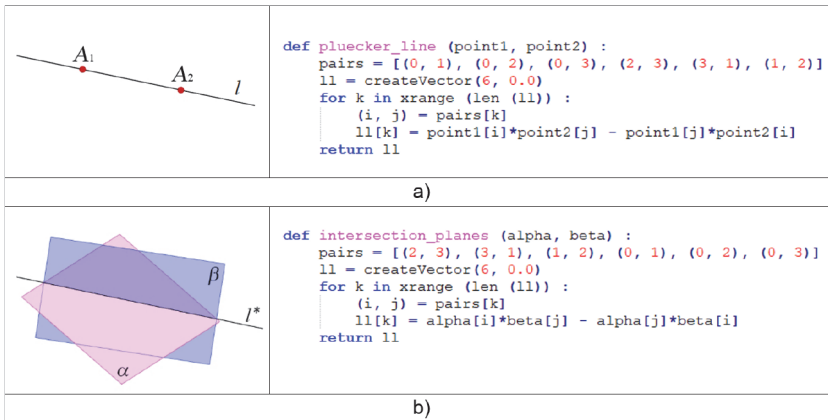 A1
A2
l
def pluecker_line (point1, point2) :
pairs = [(0, 1), (0, 2), (0, 3), (2, 3), (3, 1), (1, 2)]
ll = createVector(6, 0.0)
for k in xrange (len (ll)) :
(i, j) = pairs[k]
ll[k] = point1[i]*point2[j] - point1[j]*point2[i]
return ll
a)
β
l*
α
def intersection_planes (alpha, beta) :
pairs = [(2, 3), (3, 1), (1, 2), (0, 1), (0, 2), (0, 3)]
ll = createVector(6, 0.0)
for k in xrange (len (ll)) :
(i, j) = pairs[k]
ll[k] = alpha[i]*beta[j] - alpha[j]*beta[i]
return ll
b)